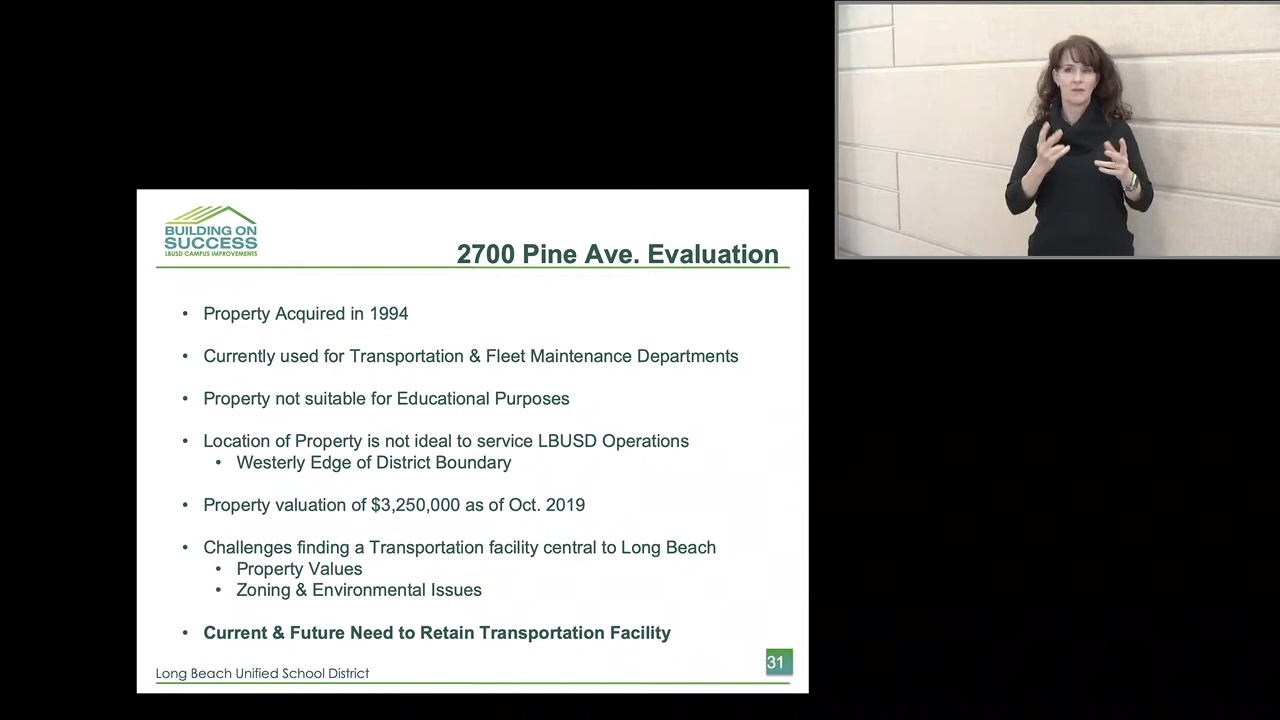 BUILDING ON
SUCCESS
LBUSD CAMPUS IMPROVEMENTS
2700 Pine Ave. Evaluation
• Property Acquired in 1994
• Currently used for Transportation & Fleet Maintenance Departments
• Property not suitable for Educational Purposes
• Location of Property is not ideal to service LBUSD Operations
• Westerly Edge of District Boundary
• Property valuation of $3,250,000 as of Oct. 2019
• Challenges finding a Transportation facility central to Long Beach
• Property Values
• Zoning & Environmental Issues
• Current & Future Need to Retain Transportation Facility
31
Long Beach Unified School District